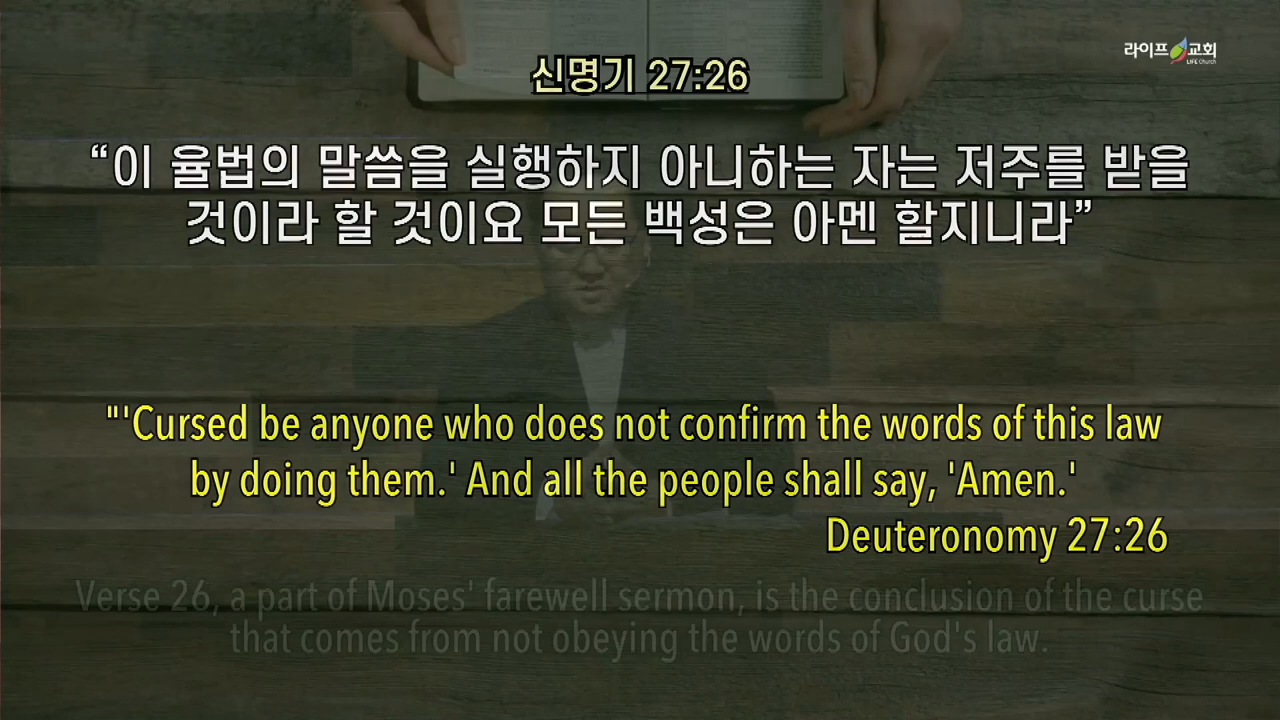 라이프 교회
LIFE Church
신명기 27:26
“이 율법의 말씀을 실행하지 아니하는 자는 저주를 받을
것이라 할 것이요 모든 백성은 아멘 할지니라”
"'Cursed be anyone who does not confirm the words of this law
by doing them.' And all the people shall say, 'Amen.'
Deuteronomy 27:26
Verse 26, a part of Moses' farewell sermon, is the conclusion of the curse
that comes from not obeying the words of God's law.